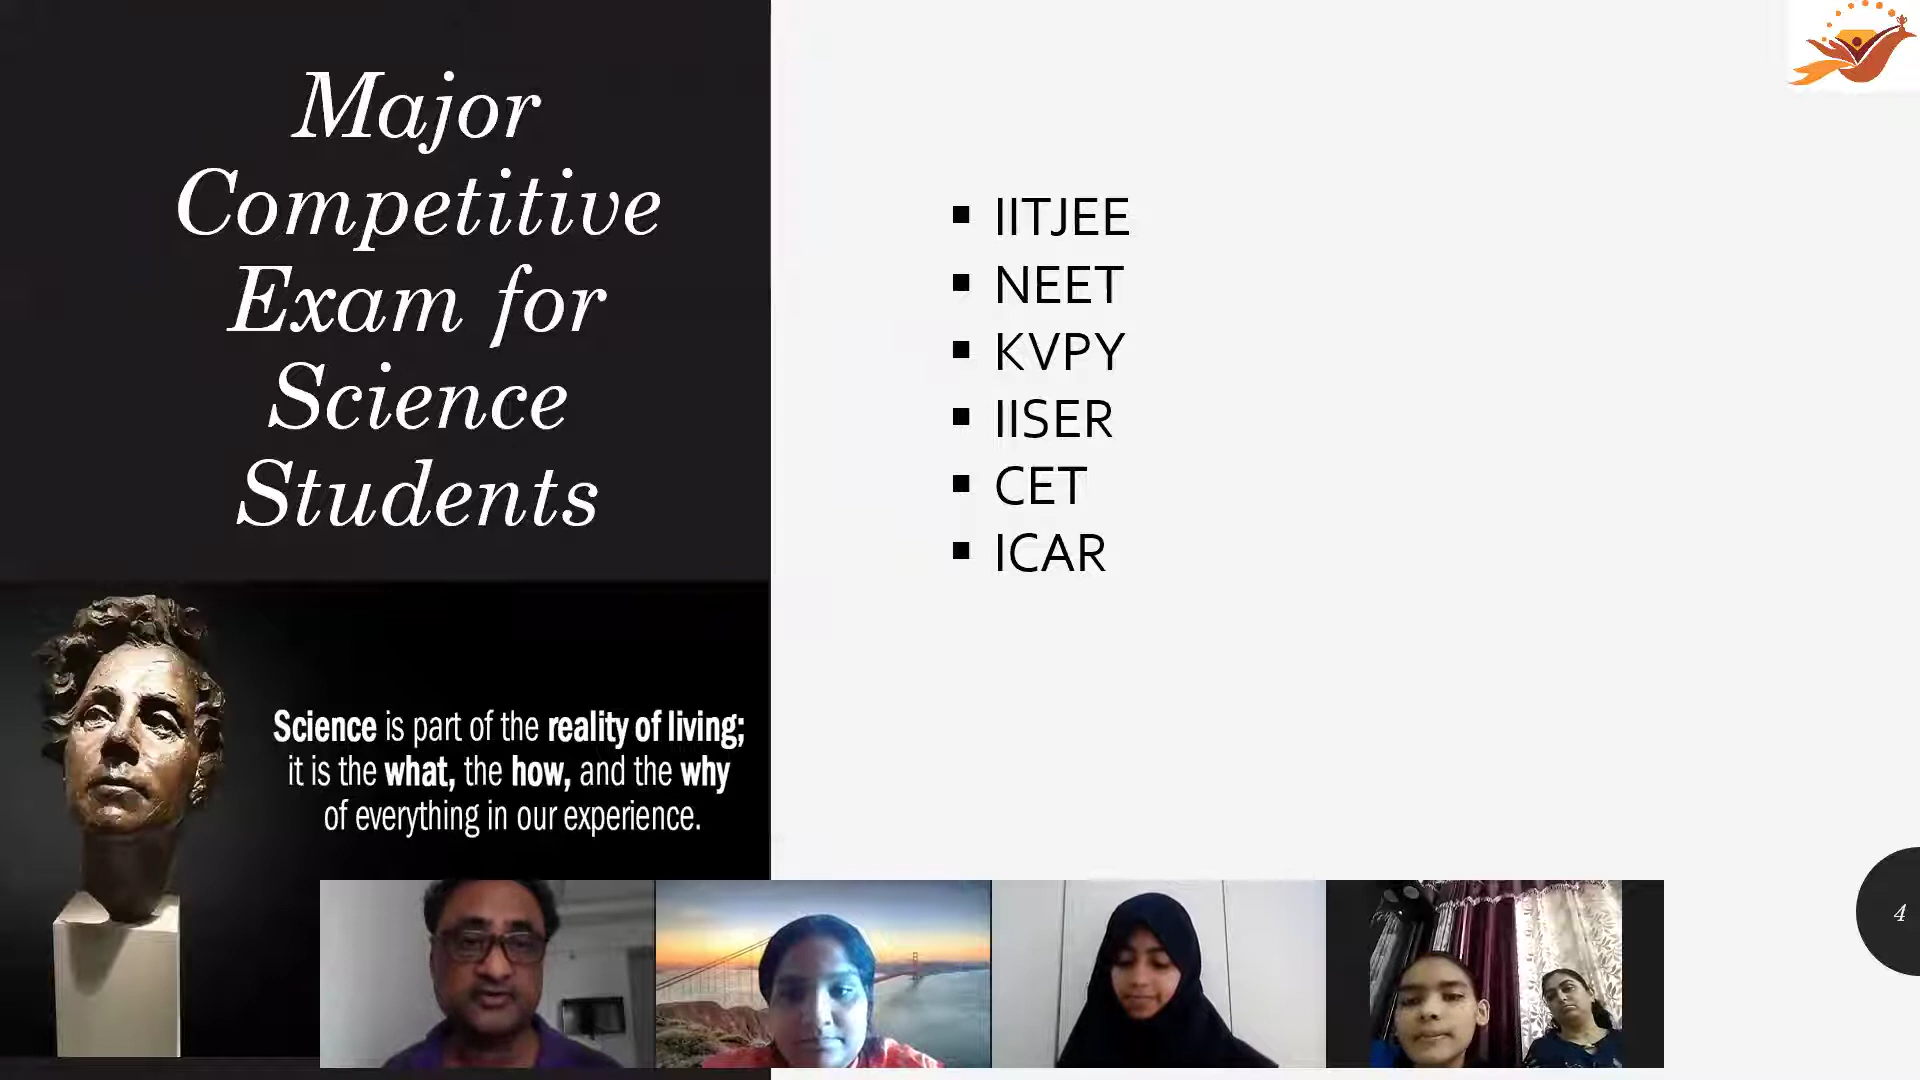 Major
Competitive
Exam for
Science
Students
IITJEE
NEET
KVPY
IISER
CET
ICAR
Science is part of the reality of living;
it is the what, the how, and the why
of everything in our experience.
4